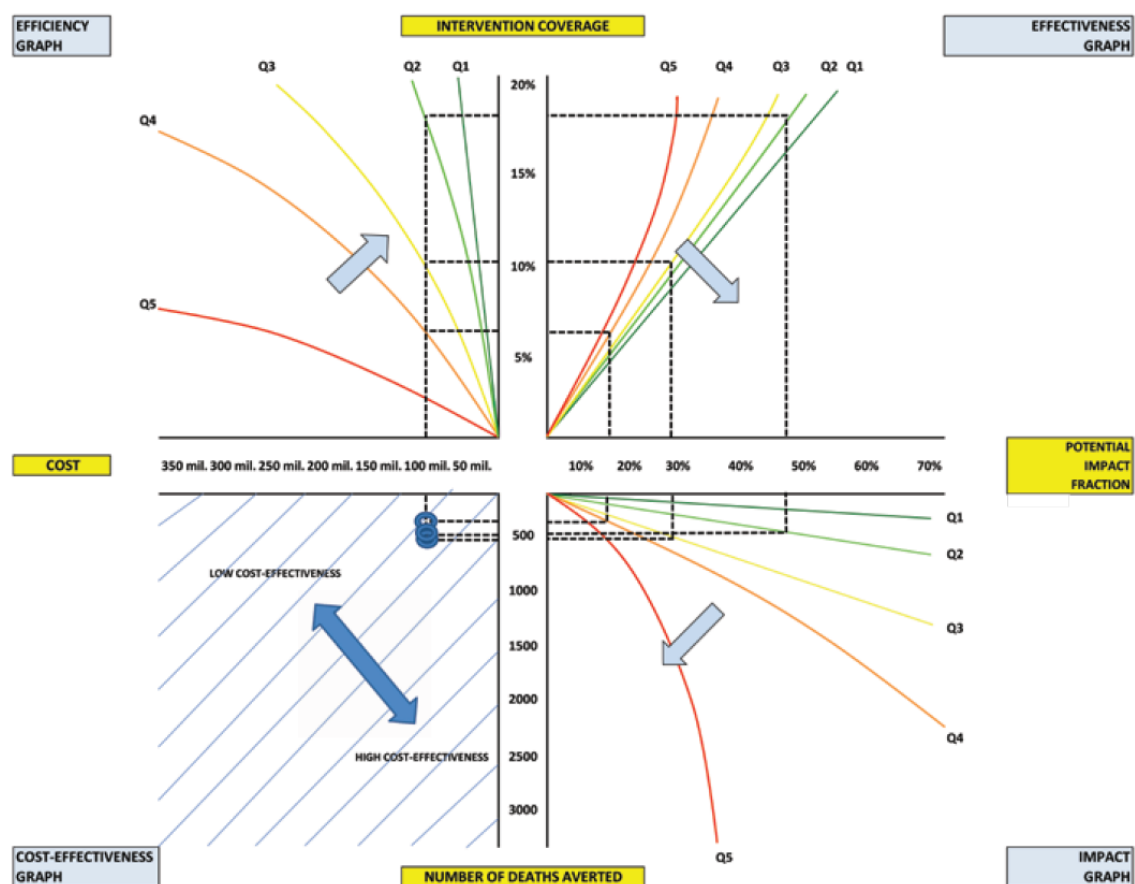 EFFICIENCY
GRAPH
INTERVENTION COVERAGE
EFFECTIVENESS
GRAPH
Q3
Q2
Q1
Q4
Q5
20%
15%
10%
5%
Q5
Q4
Q3
Q2
Q1
COST
350 mil. 300 mil. 250 mil. 200 mil. 150 mil. 100 mil. 50 mil.
10% 20% 30% 40% 50% 60% 70%
POTENTIAL
IMPACT
FRACTION
LOW COST-EFFECTIVENESS
HIGH COST-EFFECTIVENESS
500
1000
1500
2000
2500
3000
Q1
Q2
Q3
Q4
Q5
COST-EFFECTIVENESS
GRAPH
NUMBER OF DEATHS AVERTED
IMPACT
GRAPH